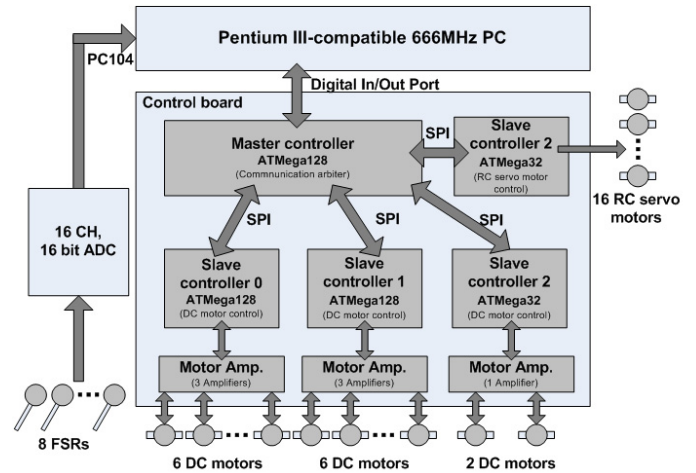 Pentium III-compatible 666MHz PC
PC104
Digital In/Out Port
Control board
Master controller
ATMega128
(Commnunication arbiter)
SPI
Slave
controller 2
ATMega32
(RC servo motor
control)
16 RC servo
motors
16 CH,
16 bit ADC
SPI
SPI
SPI
Slave
controller 0
ATMega128
(DC motor control)
Slave
controller 1
ATMega128
(DC motor control)
Slave
controller 2
ATMega32
(DC motor control)
Motor Amp.
(3 Amplifiers)
Motor Amp.
(3 Amplifiers)
Motor Amp.
(1 Amplifier)
8 FSRs
6 DC motors
6 DC motors
2 DC motors